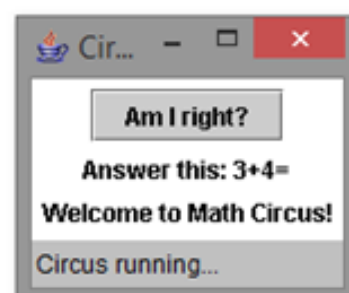 Cir...
Am I right?
Answer this: 3+4=
Welcome to Math Circus!
Circus running...